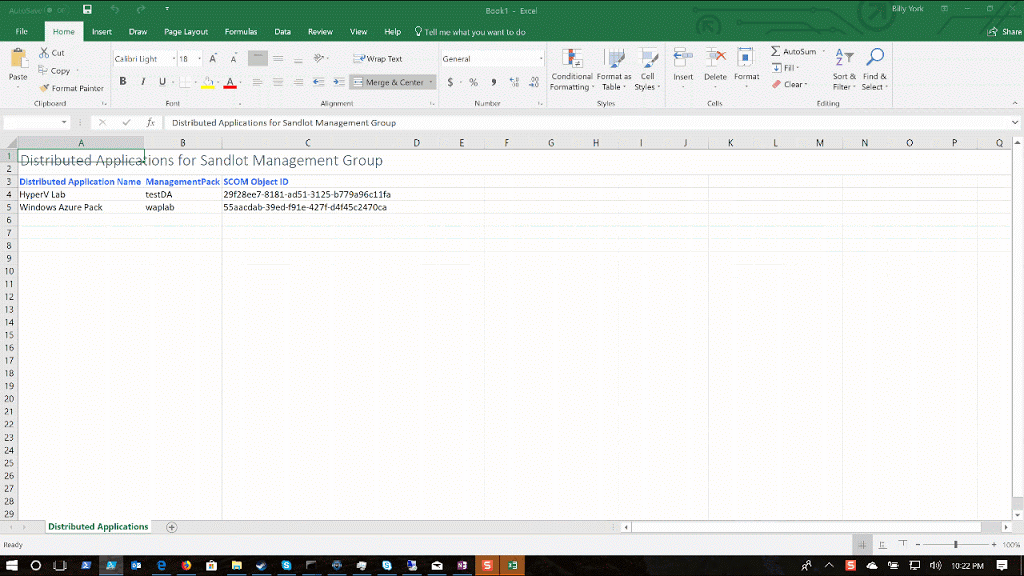 AutoSave Off
Book1 - Excel
Billy York
File Home Insert Draw Page Layout Formulas Data Review View Help Tell me what you want to do Share
Paste
Cut
Copy
Format Painter
Clipboard
Calibri Light 18 A A
B I U A
Font
Wrap Text
Merge & Center
Alignment
General
$ % ,
Number
Conditional Formatting
Format as Table
Cell Styles
Styles
Insert Delete Format
Cells
AutoSum
Fill
Clear
Sort & Filter
Find & Select
Editing
fx Distributed Applications for Sandlot Management Group
A B C D E F G H I J K L M N O P Q
1 Distributed Applications for Sandlot Management Group
2
3 Distributed Application Name ManagementPack SCOM Object ID
4 HyperV Lab testDA 29f28ee7-8181-ad51-3125-b779a96c11fa
5 Windows Azure Pack waplab 55aacdab-39ed-f91e-427f-d4f45c2470ca
6
7
8
9
10
11
12
13
14
15
16
17
18
19
20
21
22
23
24
25
26
27
28
29
Distributed Applications
Ready
100%
10:22 PM